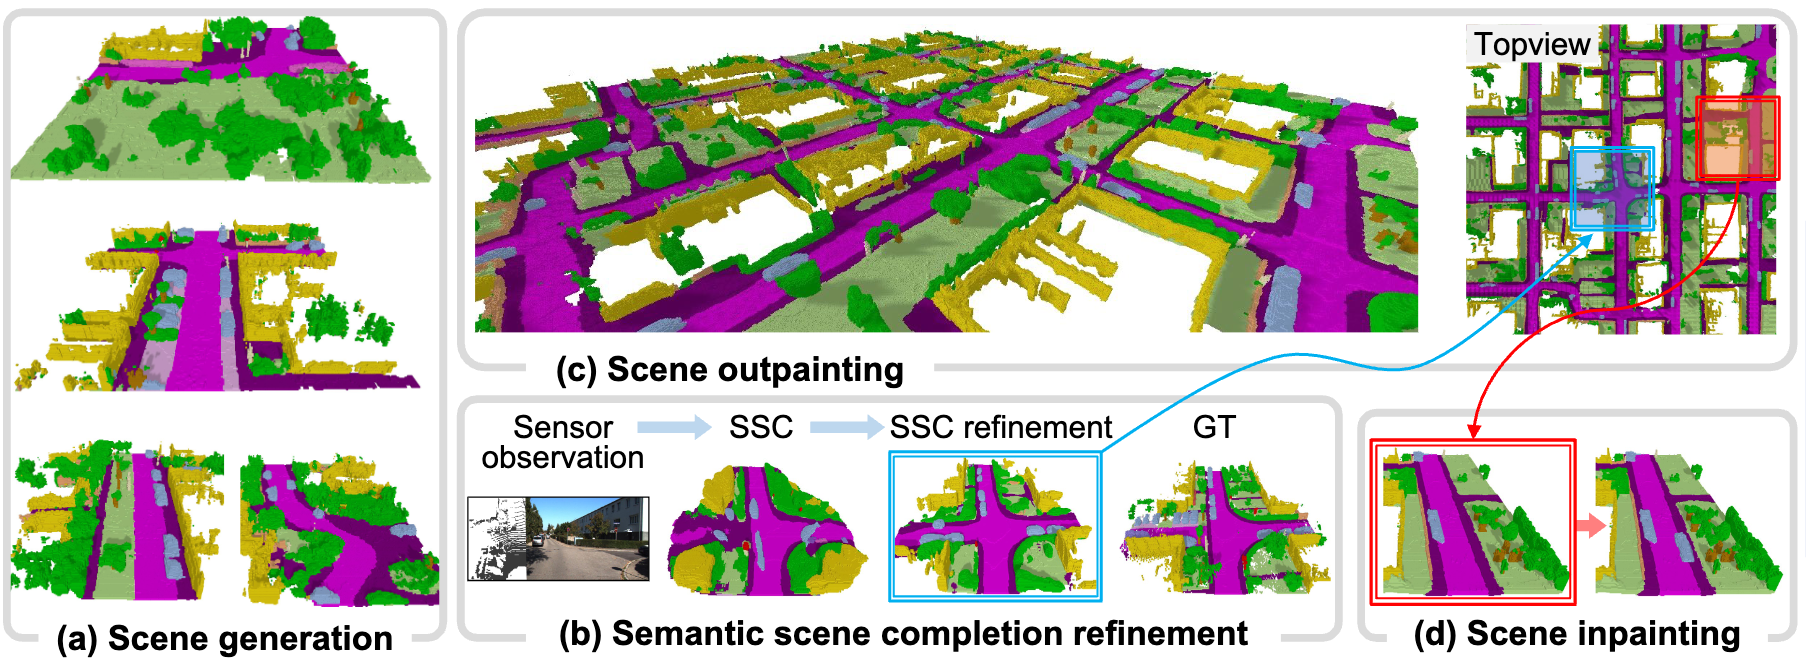 Topview
(c) Scene outpainting
Sensor
observation
SSC
SSC refinement
GT
(a) Scene generation
(b) Semantic scene completion refinement
(d) Scene inpainting